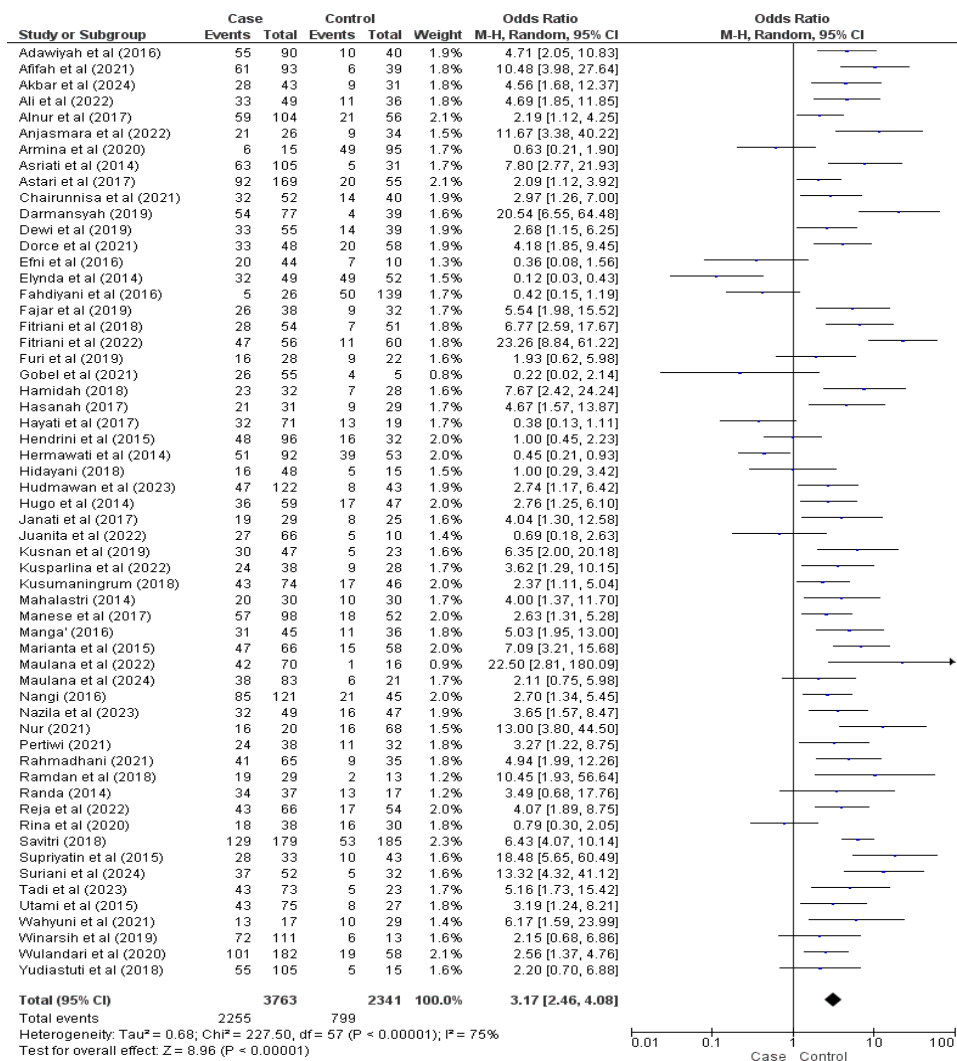 Case Control Odds Ratio Odds Ratio
Study or Subgroup Events Total Events Total Weight M-H, Random, 95% CI M-H, Random, 95% CI
Adawiyah et al (2016) 55 90 10 40 1.9% 4.71 [2.05, 10.83]
Afifah et al (2021) 61 93 6 39 1.8% 10.48 [3.98, 27.64]
Akbar et al (2024) 28 43 9 31 1.8% 4.56 [1.68, 12.37]
Ali et al (2022) 33 49 11 36 1.8% 4.69 [1.85, 11.85]
Alnur et al (2017) 59 104 21 56 2.1% 2.19 [1.12, 4.25]
Anjasmara et al (2022) 21 26 9 34 1.5% 11.67 [3.38, 40.22]
Armina et al (2020) 6 15 49 95 1.7% 0.63 [0.21, 1.90]
Asriati et al (2014) 63 105 5 31 1.7% 7.80 [2.77, 21.93]
Astari et al (2017) 92 169 20 55 2.1% 2.09 [1.12, 3.92]
Chairunnisa et al (2021) 32 52 14 40 1.9% 2.97 [1.26, 7.00]
Darmansyah (2019) 54 77 4 39 1.6% 20.54 [6.55, 64.48]
Dewi et al (2019) 33 55 14 39 1.9% 2.68 [1.15, 6.25]
Dorce et al (2021) 33 48 20 58 1.9% 4.18 [1.85, 9.45]
Efni et al (2016) 20 44 7 10 1.3% 0.36 [0.08, 1.56]
Elynda et al (2014) 32 49 49 52 1.5% 0.12 [0.03, 0.43]
Fahdiyani et al (2016) 5 26 50 139 1.7% 0.42 [0.15, 1.19]
Fajar et al (2019) 26 38 9 32 1.7% 5.54 [1.98, 15.52]
Fitriani et al (2018) 28 54 7 51 1.8% 6.77 [2.59, 17.67]
Fitriani et al (2022) 47 56 11 60 1.8% 23.26 [8.84, 61.22]
Furi et al (2019) 16 28 9 22 1.6% 1.93 [0.62, 5.98]
Gobel et al (2021) 26 55 4 5 0.8% 0.22 [0.02, 2.14]
Hamidah (2018) 23 32 7 28 1.6% 7.67 [2.42, 24.24]
Hasanah (2017) 21 31 9 29 1.7% 4.67 [1.57, 13.87]
Hayati et al (2017) 32 71 13 19 1.7% 0.38 [0.13, 1.11]
Hendrini et al (2015) 48 96 16 32 2.0% 1.00 [0.45, 2.23]
Hermawati et al (2014) 51 92 39 53 2.0% 0.45 [0.21, 0.93]
Hidayani (2018) 16 48 5 15 1.5% 1.00 [0.29, 3.42]
Hudmawan et al (2023) 47 122 8 43 1.9% 2.74 [1.17, 6.42]
Hugo et al (2014) 36 59 17 47 2.0% 2.76 [1.25, 6.10]
Janati et al (2017) 19 29 8 25 1.6% 4.04 [1.30, 12.58]
Juanita et al (2022) 27 66 5 10 1.4% 0.69 [0.18, 2.63]
Kusnan et al (2019) 30 47 5 23 1.6% 6.35 [2.00, 20.18]
Kusparlina et al (2022) 24 38 9 28 1.7% 3.62 [1.29, 10.15]
Kusumaningrum (2018) 43 74 17 46 2.0% 2.37 [1.11, 5.04]
Mahalastri (2014) 20 30 10 30 1.7% 4.00 [1.37, 11.70]
Manese et al (2017) 57 98 18 52 2.0% 2.63 [1.31, 5.28]
Manga' (2016) 31 45 11 36 1.8% 5.03 [1.95, 13.00]
Marianta et al (2015) 47 66 15 58 2.0% 7.09 [3.21, 15.68]
Maulana et al (2022) 42 70 1 16 0.9% 22.50 [2.81, 180.09]
Maulana et al (2024) 38 83 6 21 1.7% 2.11 [0.75, 5.98]
Nangi (2016) 85 121 21 45 2.0% 2.70 [1.34, 5.45]
Nazila et al (2023) 32 49 16 47 1.9% 3.65 [1.57, 8.47]
Nur (2021) 16 20 16 68 1.5% 13.00 [3.80, 44.50]
Pertiwi (2021) 24 38 11 32 1.8% 3.27 [1.22, 8.75]
Rahmadhani (2021) 41 65 9 35 1.8% 4.94 [1.99, 12.26]
Ramdan et al (2018) 19 29 2 13 1.2% 10.45 [1.93, 56.64]
Randa (2014) 34 37 13 17 1.2% 3.49 [0.68, 17.76]
Reja et al (2022) 43 66 17 54 2.0% 4.07 [1.89, 8.75]
Rina et al (2020) 18 38 16 30 1.8% 0.79 [0.30, 2.05]
Savitri (2018) 129 179 53 185 2.3% 6.43 [4.07, 10.14]
Supriyatin et al (2015) 28 33 10 43 1.6% 18.48 [5.65, 60.49]
Suriani et al (2024) 37 52 5 32 1.6% 13.32 [4.32, 41.12]
Tadi et al (2023) 43 73 5 23 1.7% 5.16 [1.73, 15.42]
Utami et al (2015) 43 75 8 27 1.8% 3.19 [1.24, 8.21]
Wahyuni et al (2021) 13 17 10 29 1.4% 6.17 [1.59, 23.99]
Winarsih et al (2019) 72 111 6 13 1.6% 2.15 [0.68, 6.86]
Wulandari et al (2020) 101 182 19 58 2.1% 2.56 [1.37, 4.76]
Yudiastuti et al (2018) 55 105 5 15 1.6% 2.20 [0.70, 6.88]
Total (95% CI) 3763 2341 100.0% 3.17 [2.46, 4.08]
Total events 2255 799
Heterogeneity: Tau² = 0.68; Chi² = 227.50, df = 57 (P < 0.00001); I² = 75%
Test for overall effect: Z = 8.96 (P < 0.00001)
0.01 0.1 1 10 100
Case Control